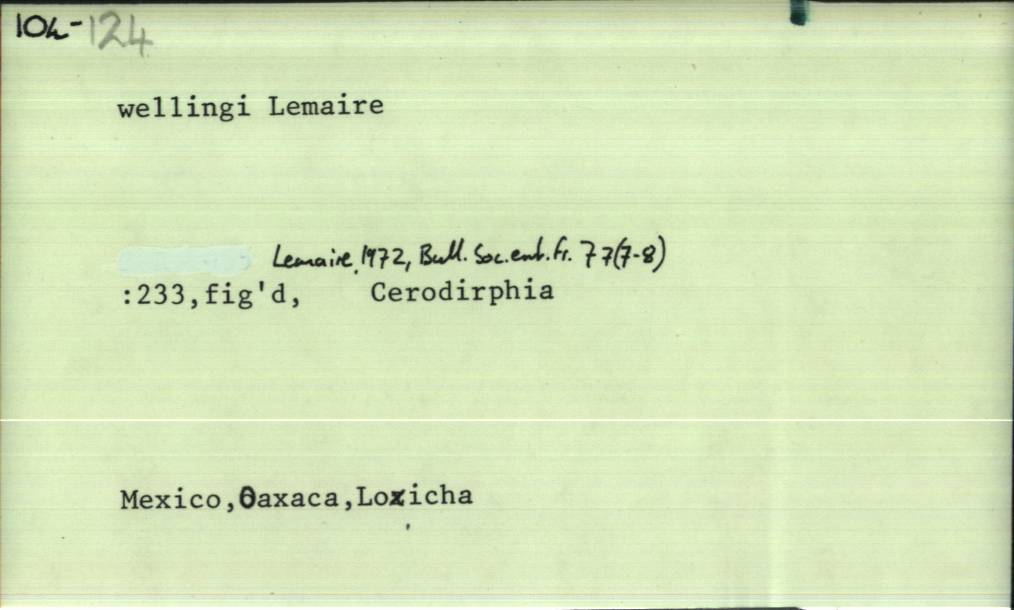 104-124
wellingi Lemaire
Lemaire, 1972, Bull. Soc. ent. Fr. 77(7-8)
:233,fig'd, Cerodirphia
Mexico,Oaxaca,Loxicha